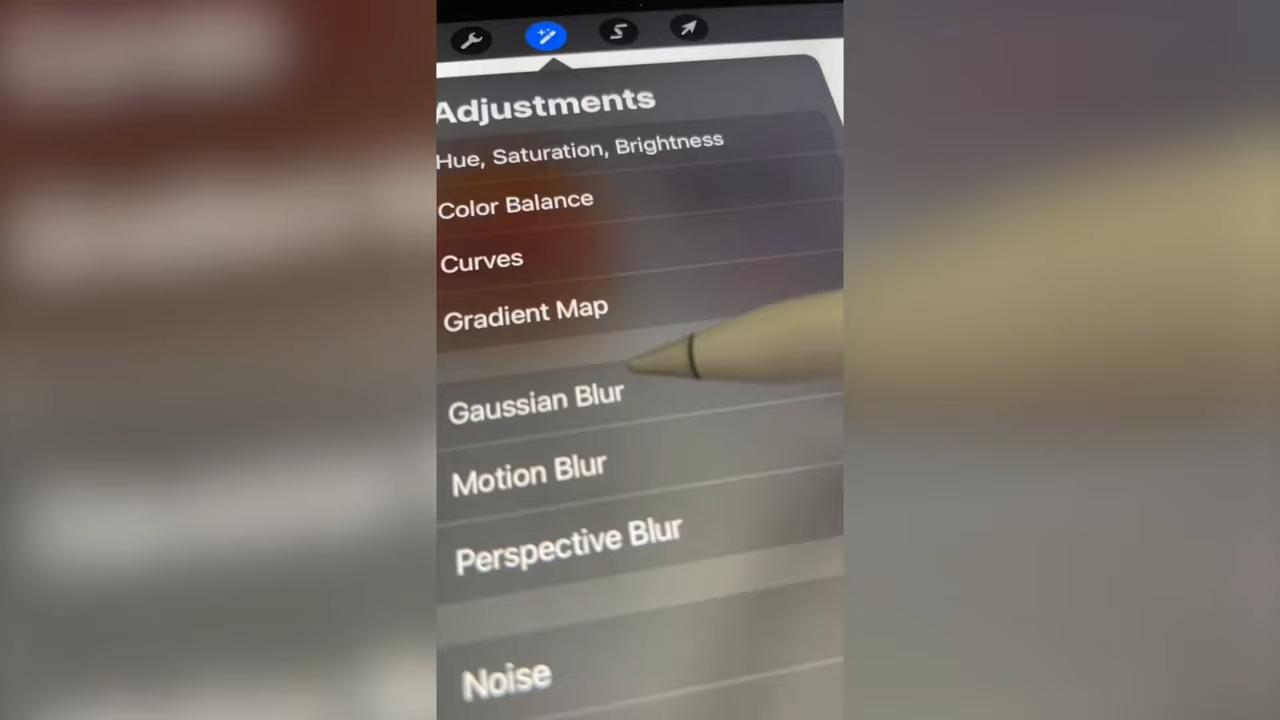 Adjustments
Hue, Saturation, Brightness
Color Balance
Curves
Gradient Map
Gaussian Blur
Motion Blur
Perspective Blur
Noise